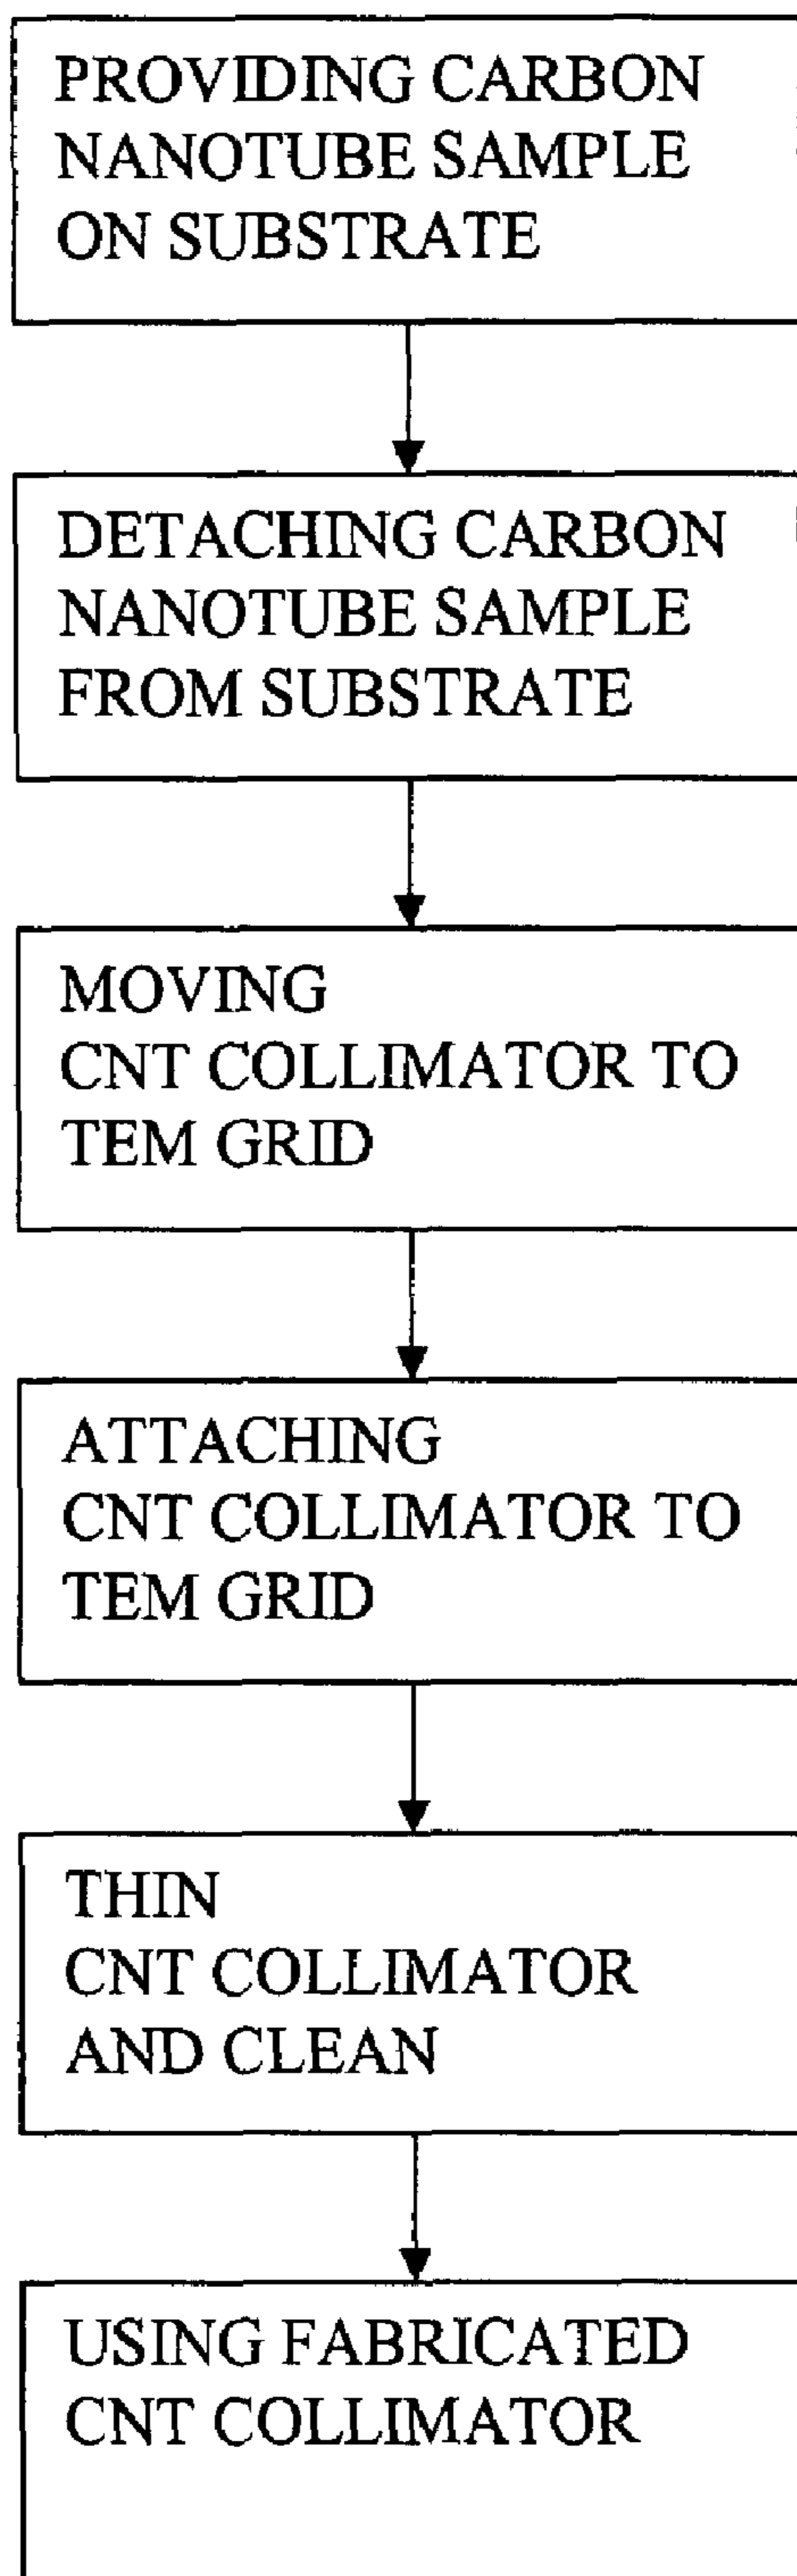 PROVIDING CARBON
NANOTUBE SAMPLE
ON SUBSTRATE
DETACHING CARBON
NANOTUBE SAMPLE
FROM SUBSTRATE
MOVING
CNT COLLIMATOR TO
TEM GRID
ATTACHING
CNT COLLIMATOR TO
TEM GRID
THIN
CNT COLLIMATOR
AND CLEAN
USING FABRICATED
CNT COLLIMATOR